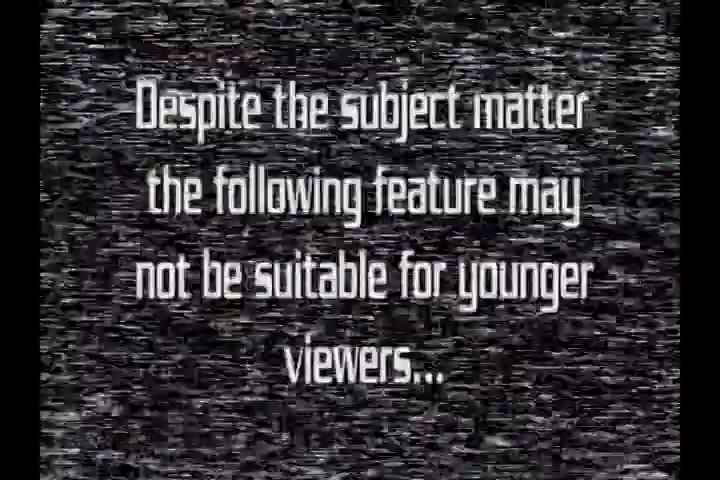 Despite the subject matter
the following feature may
not be suitable for younger
viewers...